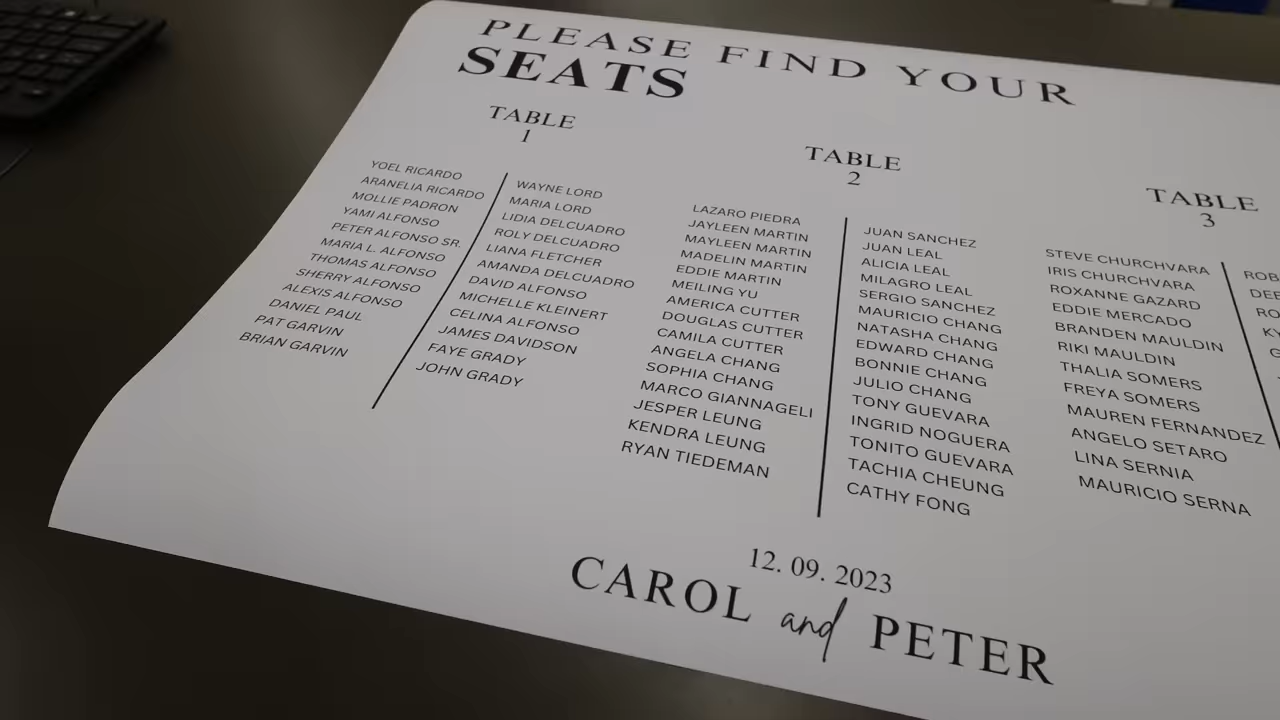 PLEASE FIND YOUR
SEATS
TABLE
1
YOEL RICARDO
ARANELIA RICARDO
MOLLIE PADRON
YAMI ALFONSO
PETER ALFONSO SR.
MARIA L. ALFONSO
THOMAS ALFONSO
SHERRY ALFONSO
ALEXIS ALFONSO
DANIEL PAUL
PAT GARVIN
BRIAN GARVIN
WAYNE LORD
MARIA LORD
LIDIA DELCUADRO
ROLY DELCUADRO
LIANA FLETCHER
AMANDA DELCUADRO
DAVID ALFONSO
MICHELLE KLEINERT
CELINA ALFONSO
JAMES DAVIDSON
FAYE GRADY
JOHN GRADY
TABLE
2
LAZARO PIEDRA
JAYLEEN MARTIN
MAYLEEN MARTIN
MADELIN MARTIN
EDDIE MARTIN
MEILING YU
AMERICA CUTTER
DOUGLAS CUTTER
CAMILA CUTTER
ANGELA CHANG
SOPHIA CHANG
MARCO GIANNAGELI
JESPER LEUNG
KENDRA LEUNG
RYAN TIEDEMAN
JUAN SANCHEZ
JUAN LEAL
ALICIA LEAL
MILAGRO LEAL
SERGIO SANCHEZ
MAURICIO CHANG
NATASHA CHANG
EDWARD CHANG
BONNIE CHANG
JULIO CHANG
TONY GUEVARA
INGRID NOGUERA
TONITO GUEVARA
TACHIA CHEUNG
CATHY FONG
TABLE
3
STEVE CHURCHVARA
IRIS CHURCHVARA
ROXANNE GAZARD
EDDIE MERCADO
BRANDEN MAULDIN
RIKI MAULDIN
THALIA SOMERS
FREYA SOMERS
MAUREN FERNANDEZ
ANGELO SETARO
LINA SERNIA
MAURICIO SERNA
12. 09. 2023
CAROL and PETER